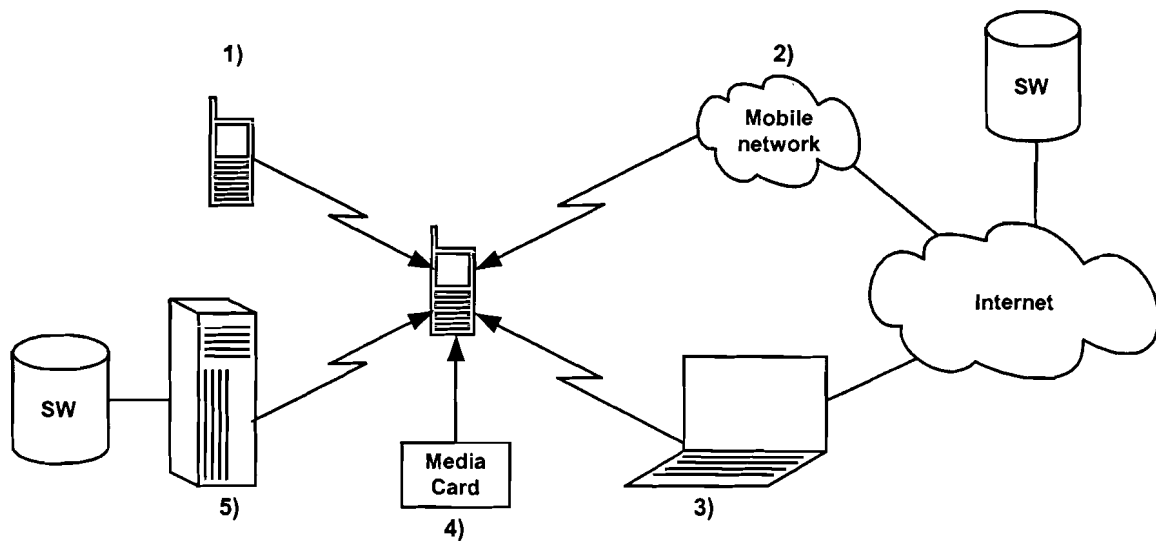 1)
2)
SW
Mobile
network
Internet
SW
Media
Card
3)
5)
4)